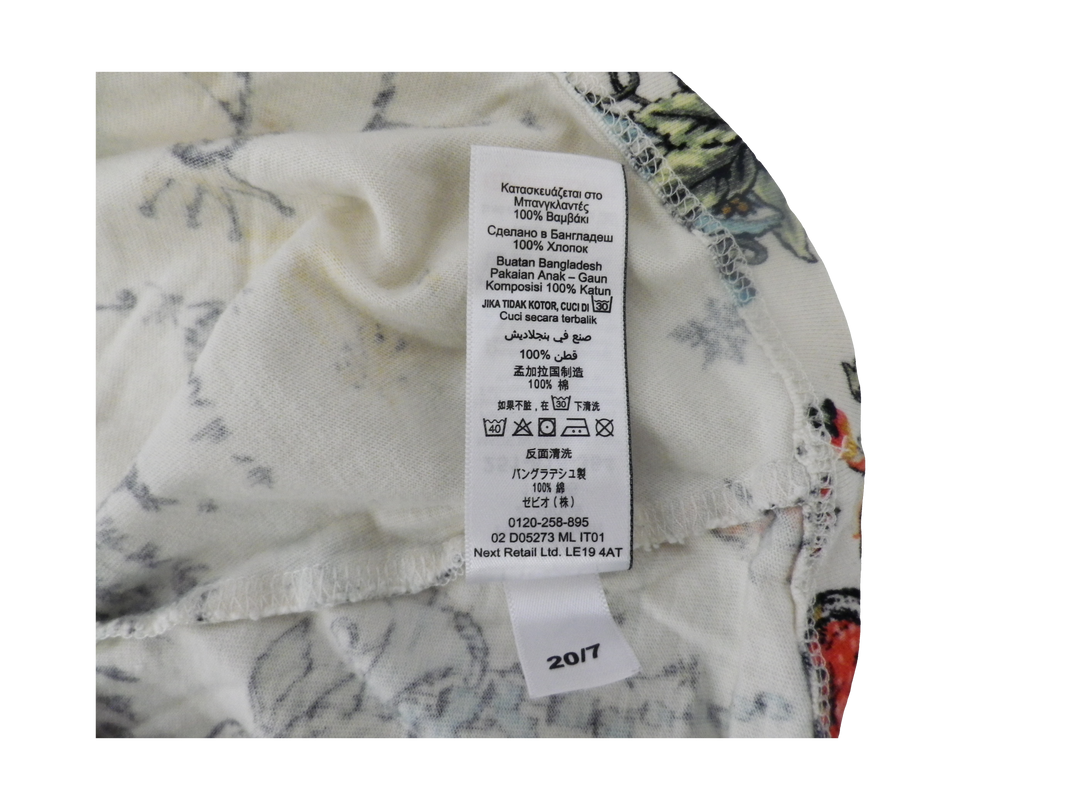 Κατασκευάζεται στο
Μπανγκλαντές
100% Βαμβάκι
Сделано в Бангладеш
100% Хлопок
Buatan Bangladesh
Pakaian Anak – Gaun
Komposisi 100% Katun
JIKA TIDAK KOTOR, CUCI DI 30
Cuci secara terbalik
صنع في بنجلاديش
100% قطن
孟加拉国制造
100% 棉
如果不脏，在 30 下清洗
40
反面清洗
バングラデシュ製
100% 綿
ゼビオ（株）
0120-258-895
02 D05273 ML IT01
Next Retail Ltd. LE19 4AT
20/7